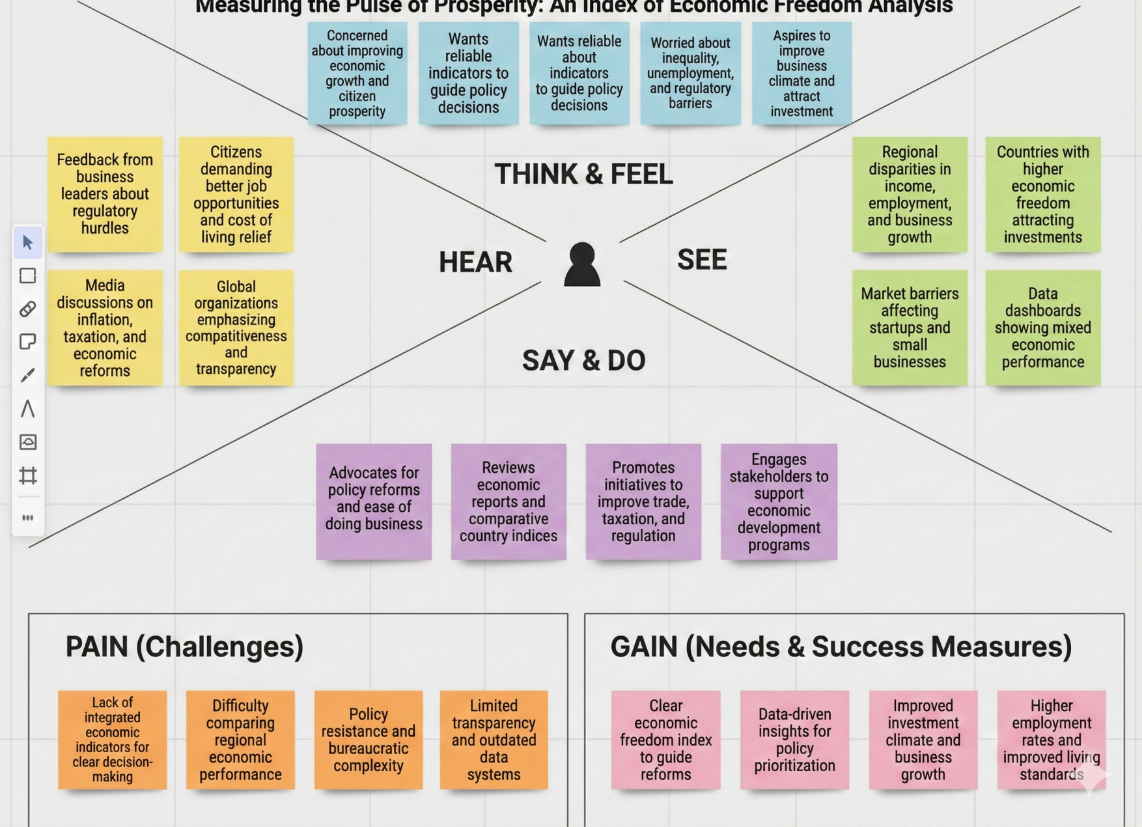 Measuring the Pulse of Prosperity: An Index of Economic Freedom Analysis
Concerned
about improving
economic
growth and
citizen
prosperity
Wants
reliable
indicators to
guide policy
decisions
Wants reliable
about
indicators
to guide policy
decisions
Worried about
inequality,
unemployment,
and regulatory
barriers
Aspires to
improve
business
climate and
attract
investment
THINK & FEEL
Feedback from
business
leaders about
regulatory
hurdles
Citizens
demanding
better job
opportunities
and cost of
living relief
Media
discussions on
inflation,
taxation, and
economic
reforms
Global
organizations
emphasizing
compatitiveness
and
transparency
HEAR
SEE
Regional
disparities in
income,
employment,
and business
growth
Countries with
higher
economic
freedom
attracting
investments
Market barriers
affecting
startups and
small
businesses
Data
dashboards
showing mixed
economic
performance
SAY & DO
Advocates for
policy reforms
and ease of
doing business
Reviews
economic
reports and
comparative
country indices
Promotes
initiatives to
improve trade,
taxation, and
regulation
Engages
stakeholders to
support
economic
development
programs
PAIN (Challenges)
Lack of
integrated
economic
indicators for
clear decision-
making
Difficulty
comparing
regional
economic
performance
Policy
resistance and
bureaucratic
complexity
Limited
transparency
and outdated
data
systems
GAIN (Needs & Success Measures)
Clear
economic
freedom index
to guide
reforms
Data-driven
insights for
policy
prioritization
Improved
investment
climate and
business
growth
Higher
employment
rates and
improved living
standards